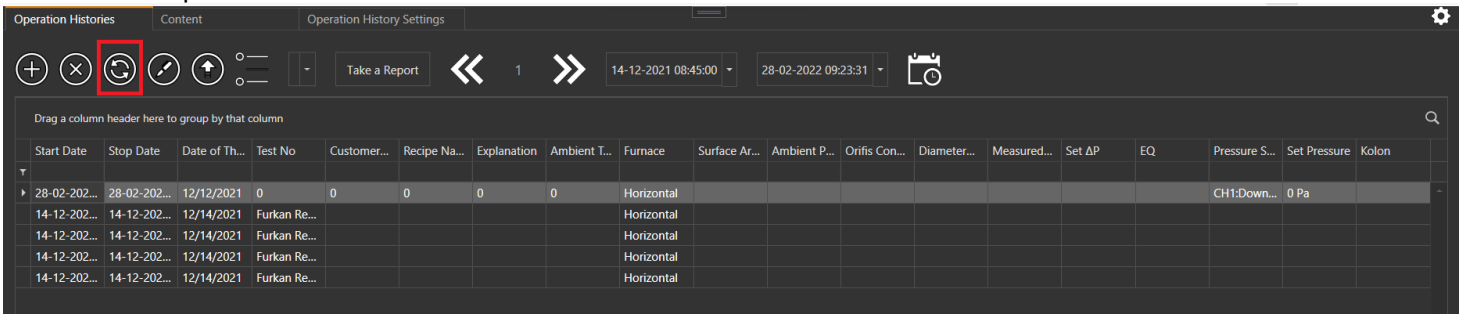 Operation Histories Content Operation History Settings
Take a Report 1 14-12-2021 08:45:00 28-02-2022 09:23:31
Drag a column header here to group by that column
Start Date Stop Date Date of Th... Test No Customer... Recipe Na... Explanation Ambient T... Furnace Surface Ar... Ambient P... Orifis Con... Diameter... Measured... Set ΔP EQ Pressure S... Set Pressure Kolon
28-02-202... 28-02-202... 12/12/2021 0 0 0 0 0 Horizontal CH1:Down... 0 Pa
14-12-202... 14-12-202... 12/14/2021 Furkan Re... Horizontal
14-12-202... 14-12-202... 12/14/2021 Furkan Re... Horizontal
14-12-202... 14-12-202... 12/14/2021 Furkan Re... Horizontal
14-12-202... 14-12-202... 12/14/2021 Furkan Re... Horizontal